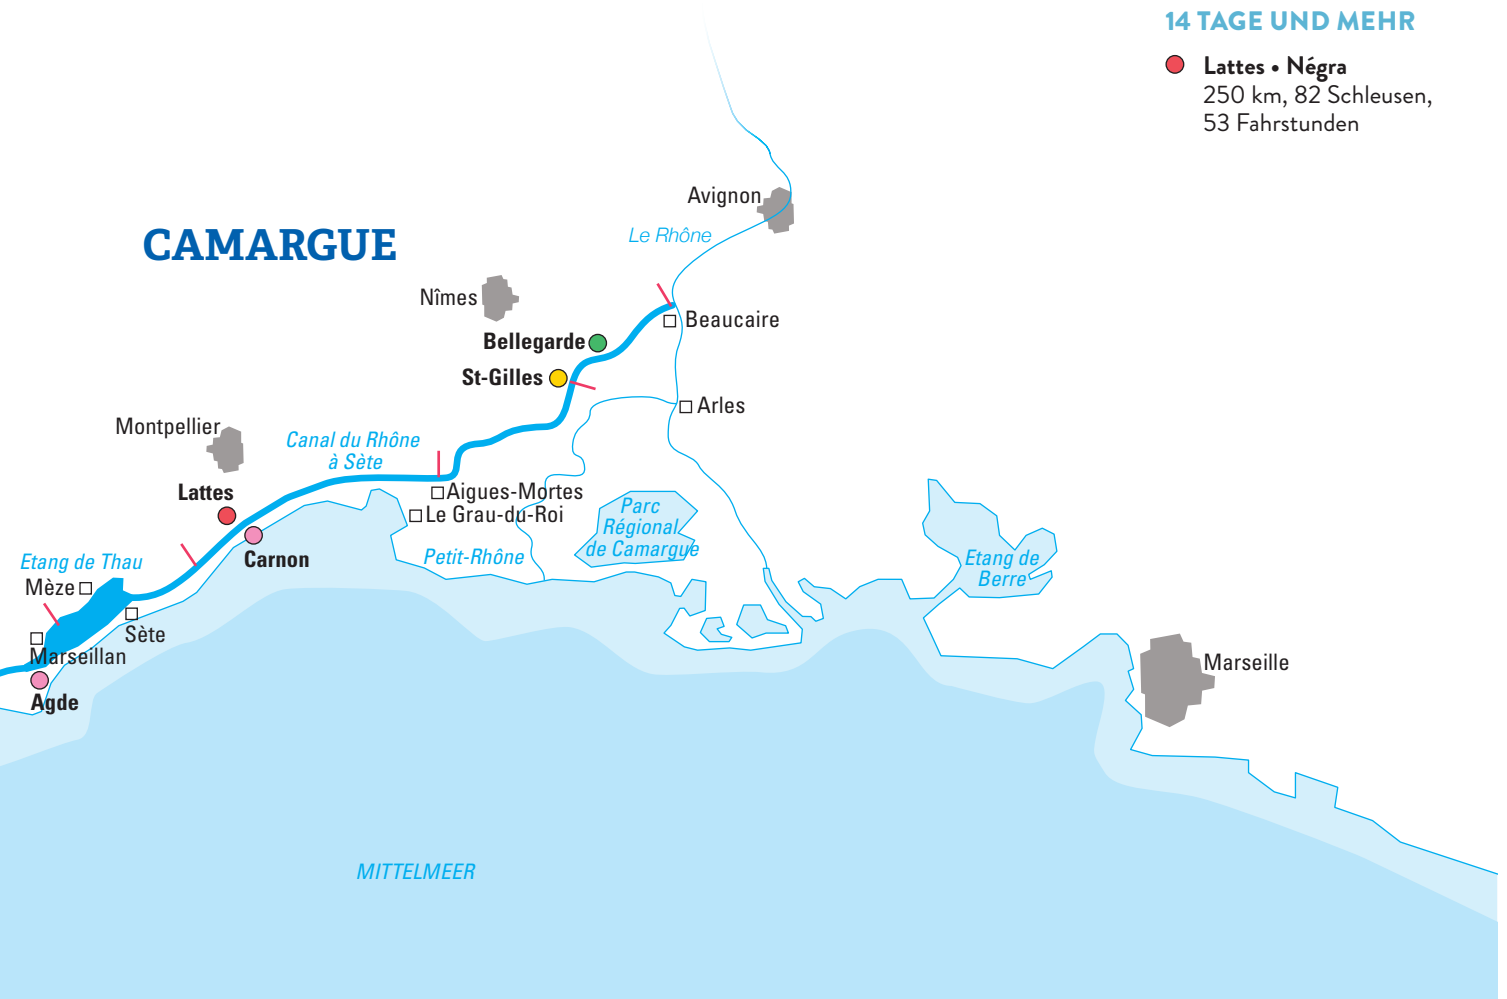 14 TAGE UND MEHR
Lattes • Négra
250 km, 82 Schleusen,
53 Fahrstunden
Avignon
Le Rhône
CAMARGUE
Nîmes
Beaucaire
Bellegarde
St-Gilles
Arles
Montpellier
Canal du Rhône
à Sète
Lattes
Aigues-Mortes
Le Grau-du-Roi
Parc
Régional
de Camargue
Petit-Rhône
Carnon
Etang de
Berre
Etang de Thau
Mèze
Sète
Marseillan
Agde
Marseille
MITTELMEER